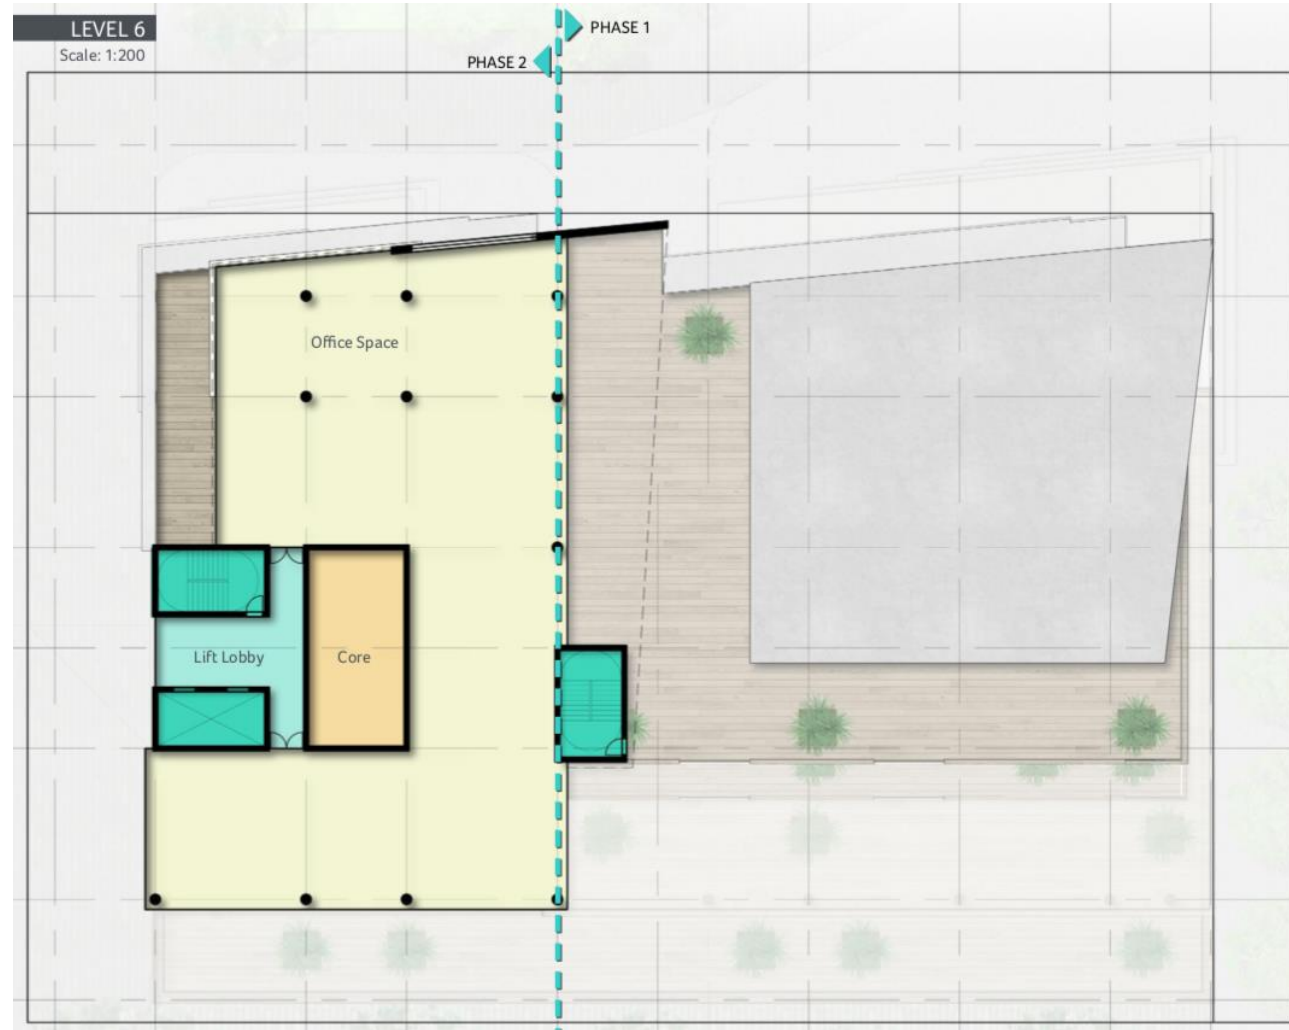 LEVEL 6
Scale: 1:200
PHASE 1
PHASE 2
Office Space
Lift Lobby
Core